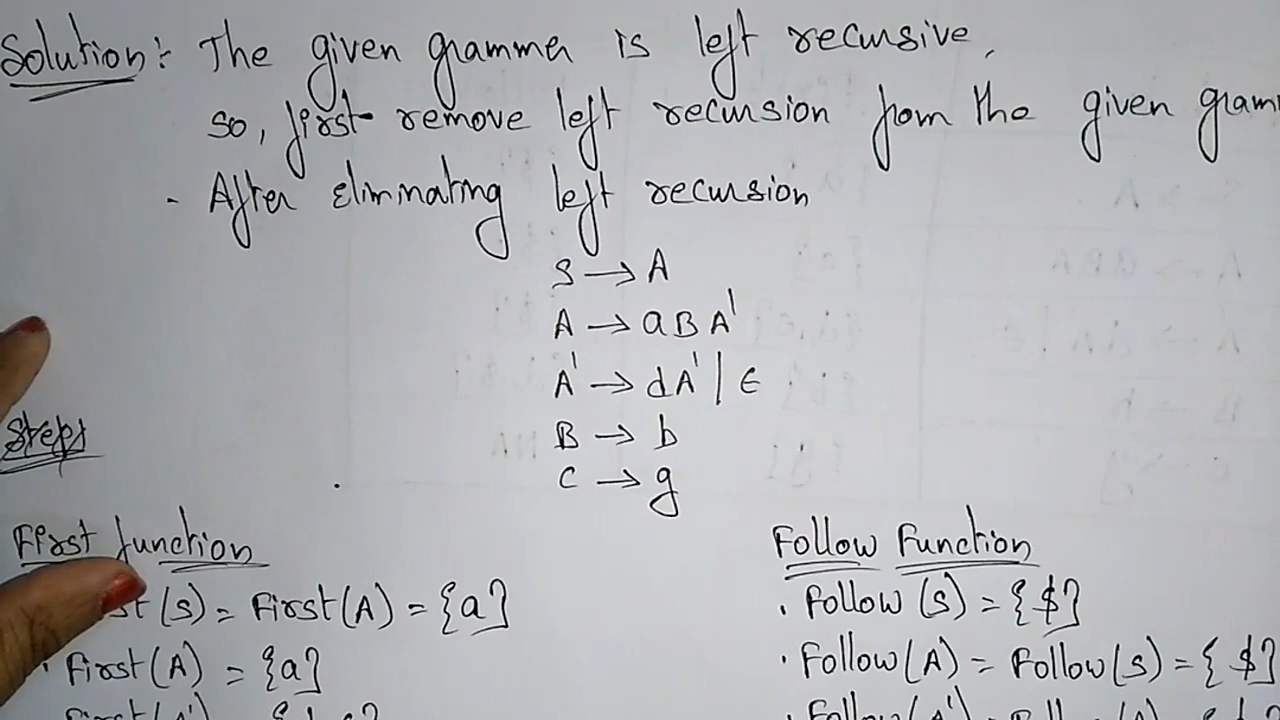 Solution:- The given gramma is left recursive,
so, first remove left recursion from the given gram
- After eliminating left recursion
S → A
A → aBA'
A' → dA' | ε
B → b
C → g
Steps
First function
st(S) = First(A) = {a}
. First(A) = {a}
Follow Function
. Follow (S) = {$}
. Follow(A) = Follow(S) = {$}